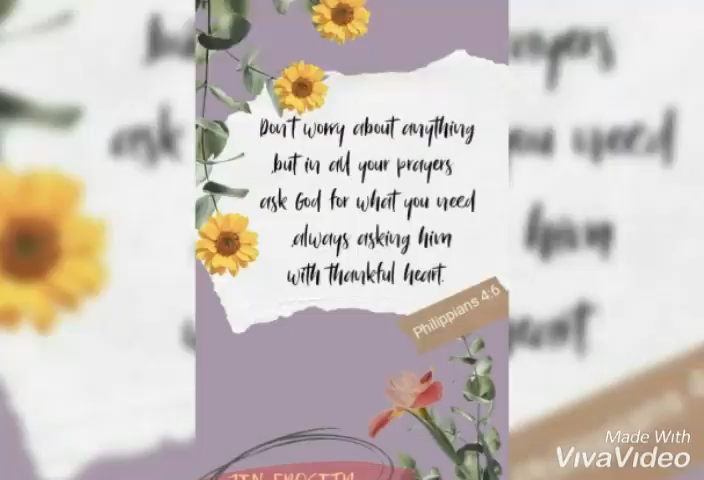 Don't worry about anything
but in all your prayers
ask God for what you need
always asking him
with thankful heart.
Philippians 4:6
MADE WITH
VIVAVIDEO